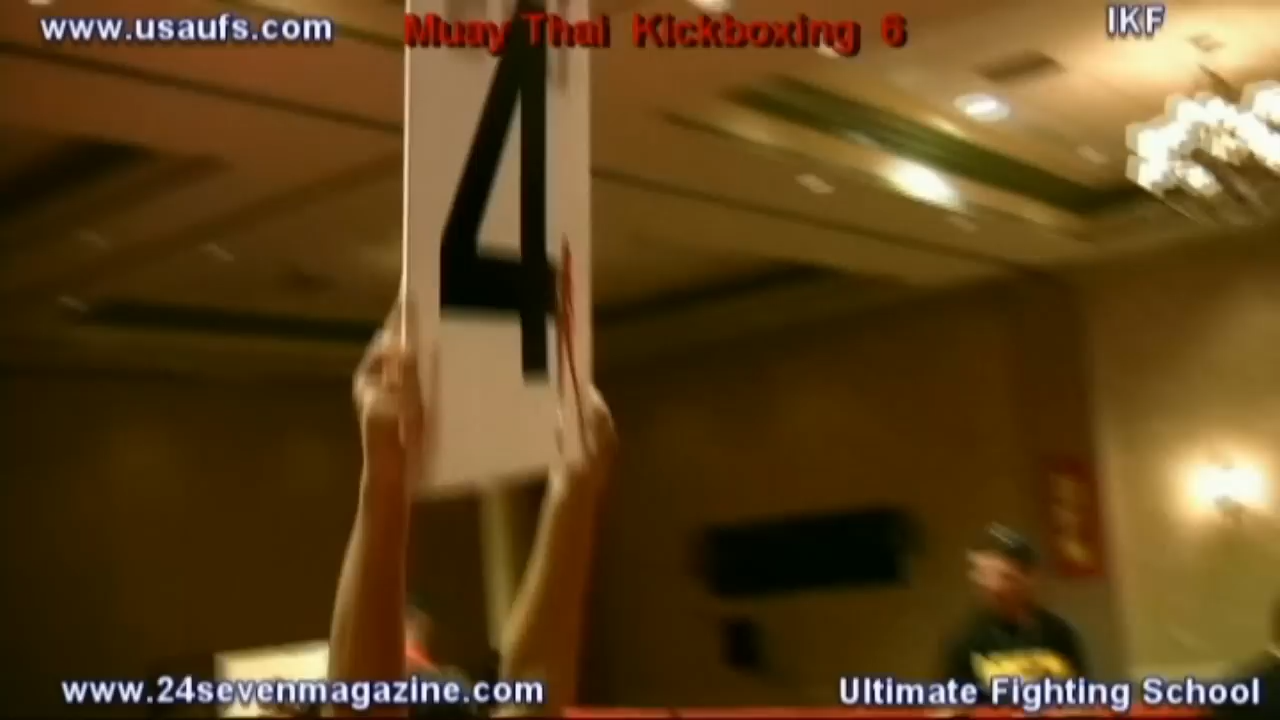 www.usaufs.com
Muay Thai Kickboxing 6
IKF
4
www.24sevenmagazine.com
Ultimate Fighting School